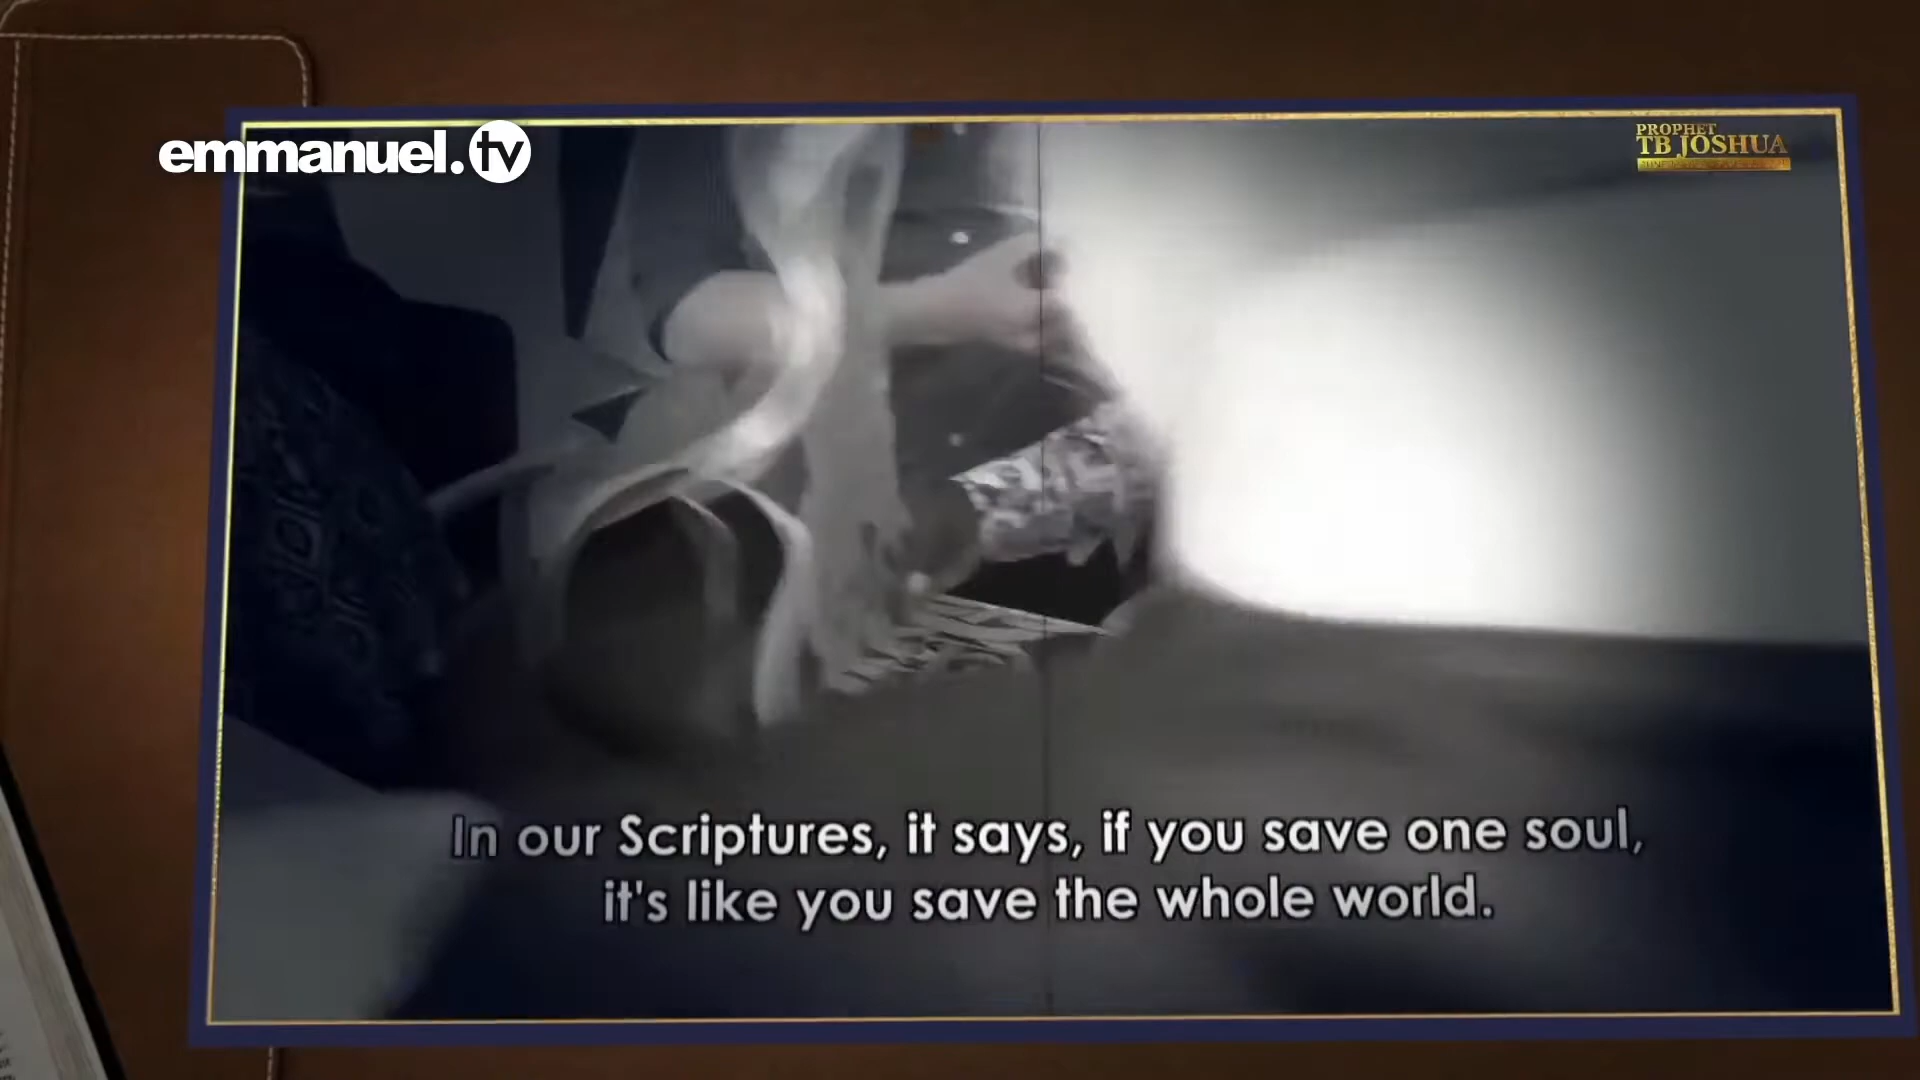 emmanuel.tv
PROPHET
TB JOSHUA
In our Scriptures, it says, if you save one soul,
it's like you save the whole world.